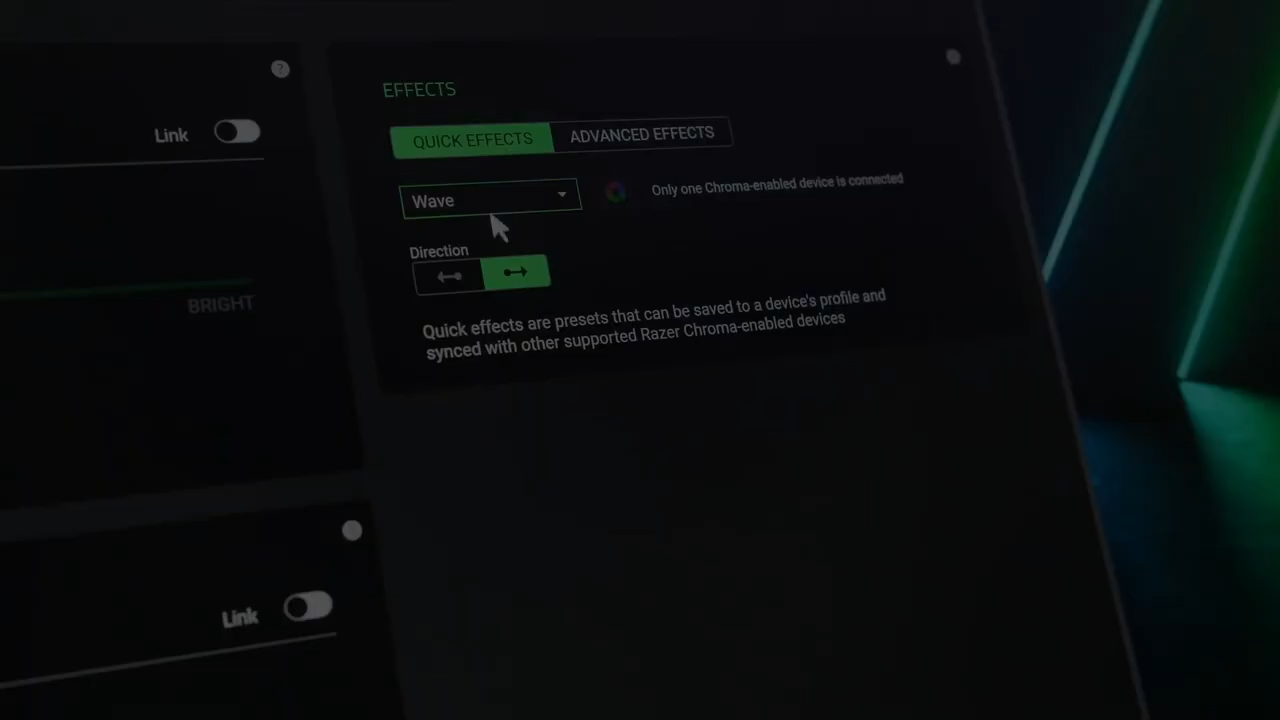 ?
Link
BRIGHT
EFFECTS
QUICK EFFECTS
ADVANCED EFFECTS
Wave
Only one Chroma-enabled device is connected
Direction
Quick effects are presets that can be saved to a device's profile and
synced with other supported Razer Chroma-enabled devices
Link